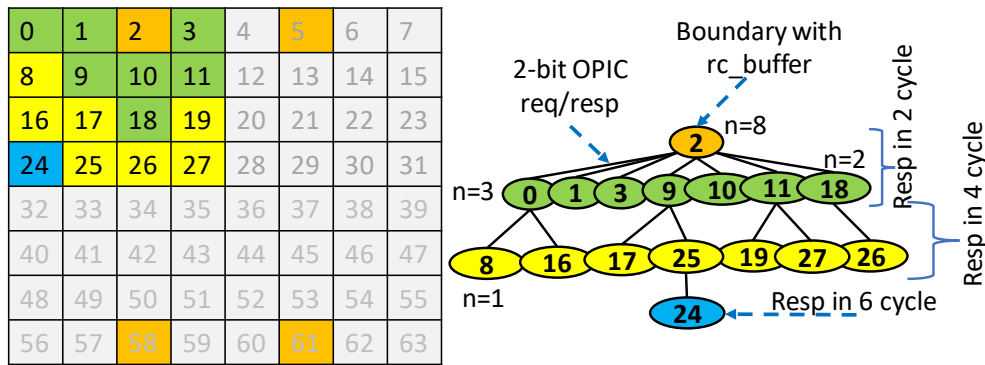 0 1 2 3 4 5 6 7
8 9 10 11 12 13 14 15
16 17 18 19 20 21 22 23
24 25 26 27 28 29 30 31
32 33 34 35 36 37 38 39
40 41 42 43 44 45 46 47
48 49 50 51 52 53 54 55
56 57 58 59 60 61 62 63
Boundary with
rc_buffer
2-bit OPIC
req/resp
2 n=8
n=2
n=3 0 1 3 9 10 11 18
Resp in 2 cycle
8 16 17 25 19 27 26
Resp in 4 cycle
n=1
24 Resp in 6 cycle